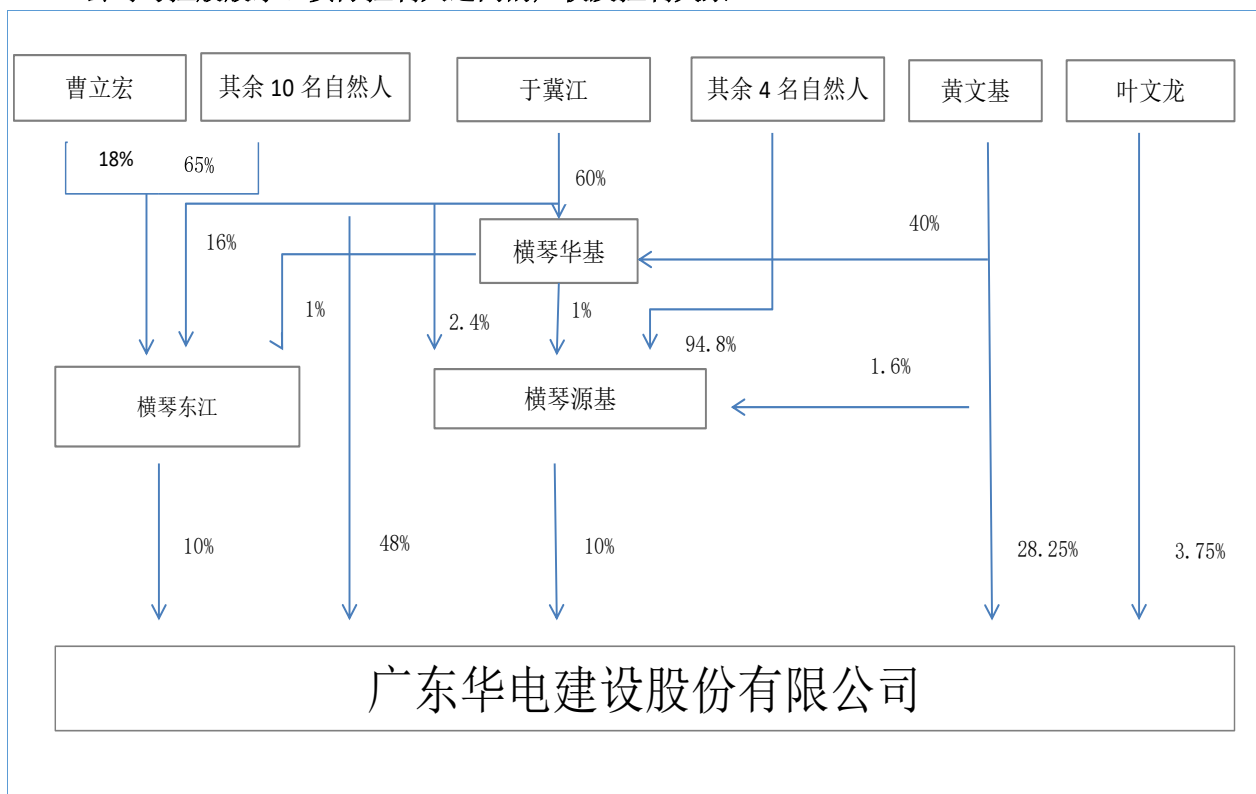 曹立宏
其余 10 名自然人
于冀江
其余 4 名自然人
黄文基
叶文龙
18%
65%
60%
40%
16%
横琴华基
1%
2.4%
1%
94.8%
1.6%
横琴东江
横琴源基
10%
48%
10%
28.25%
3.75%
广东华电建设股份有限公司